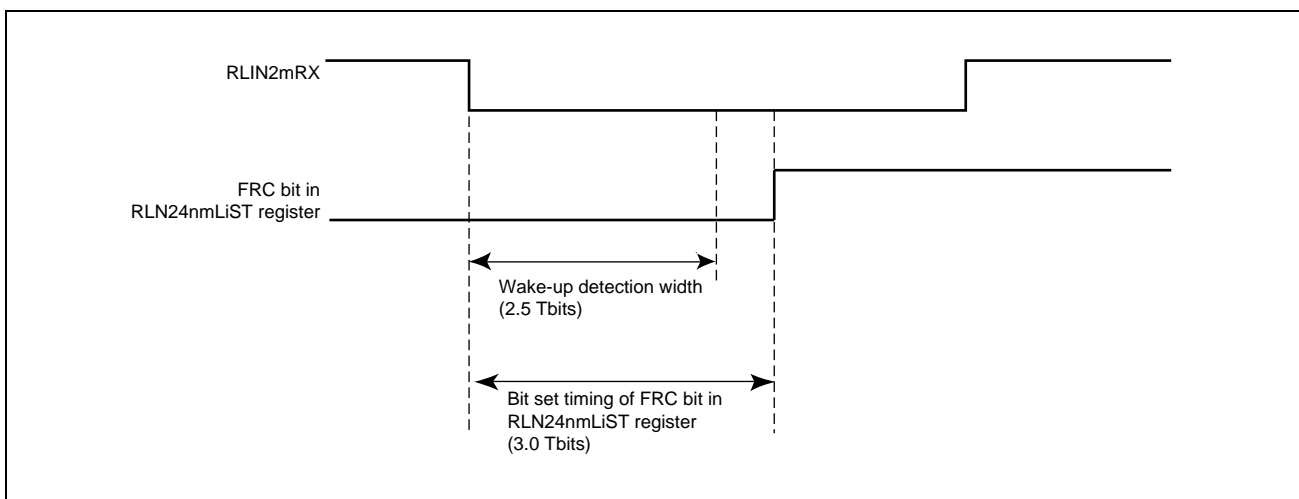 RLIN2mRX
FRC bit in
RLN24nmLiST register
Wake-up detection width
(2.5 Tbits)
Bit set timing of FRC bit in
RLN24nmLiST register
(3.0 Tbits)